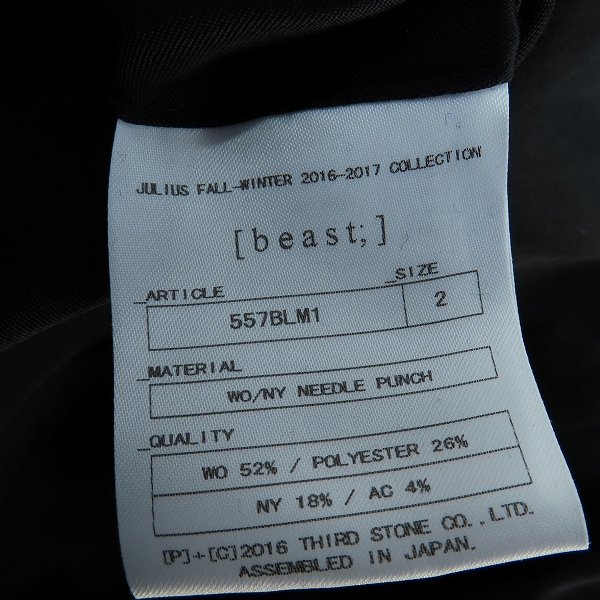 JULIUS FALL-WINTER 2016-2017 COLLECTION
[beast;]
_ARTICLE _SIZE
557BLM1 2
_MATERIAL
WO/NY NEEDLE PUNCH
_QUALITY
WO 52% / POLYESTER 26%
NY 18% / AC 4%
[P]+[C]2016 THIRD STONE CO.,LTD.
ASSEMBLED IN JAPAN.